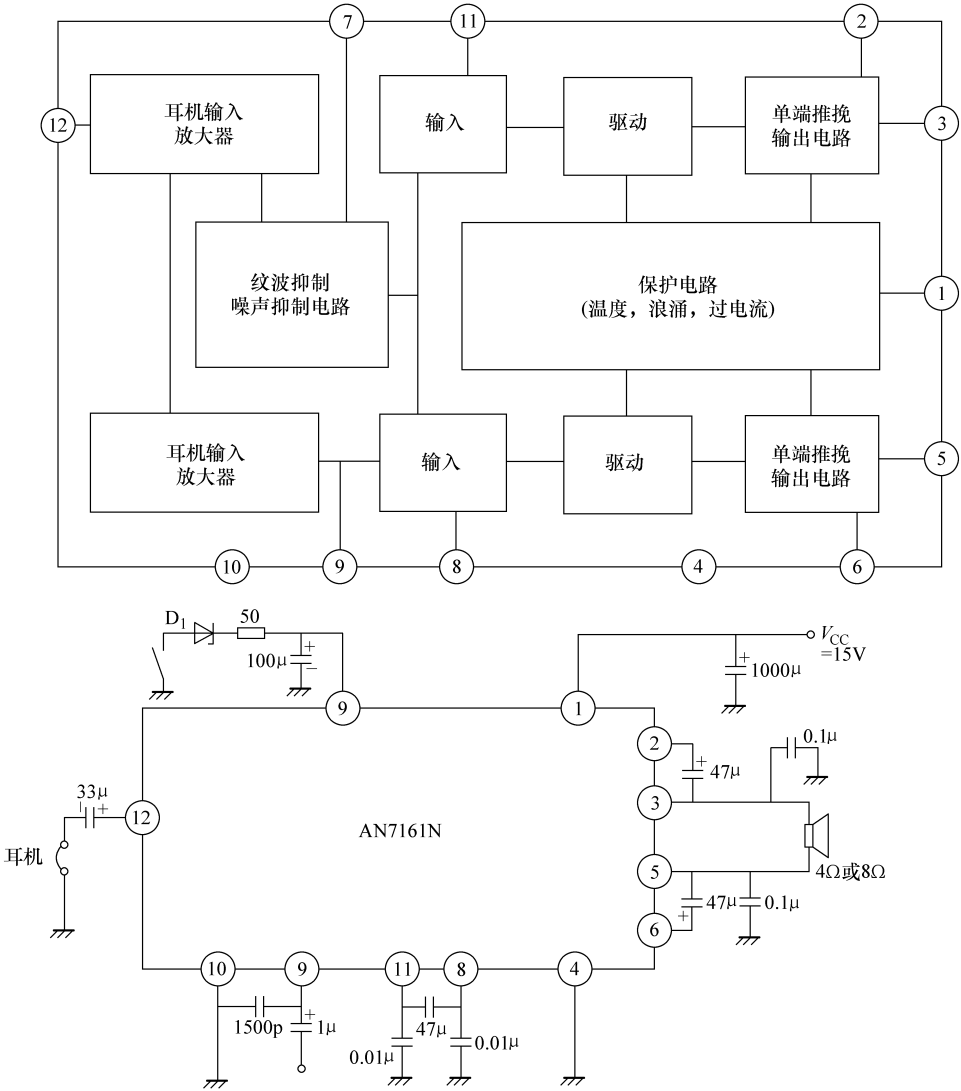 7
11
2
12
耳机输入
放大器
输入
驱动
单端推挽
输出电路
3
纹波抑制
噪声抑制电路
保护电路
(温度，浪涌，过电流)
1
耳机输入
放大器
输入
驱动
单端推挽
输出电路
5
10
9
8
4
6
D1
50
100μ
+
−
VCC
=15V
+
1000μ
9
1
2
+
47μ
0.1μ
3
33μ
− +
12
耳机
AN7161N
4Ω或8Ω
5
47μ
+
0.1μ
6
10
9
11
8
4
1500p
+
1μ
47μ
0.01μ
0.01μ